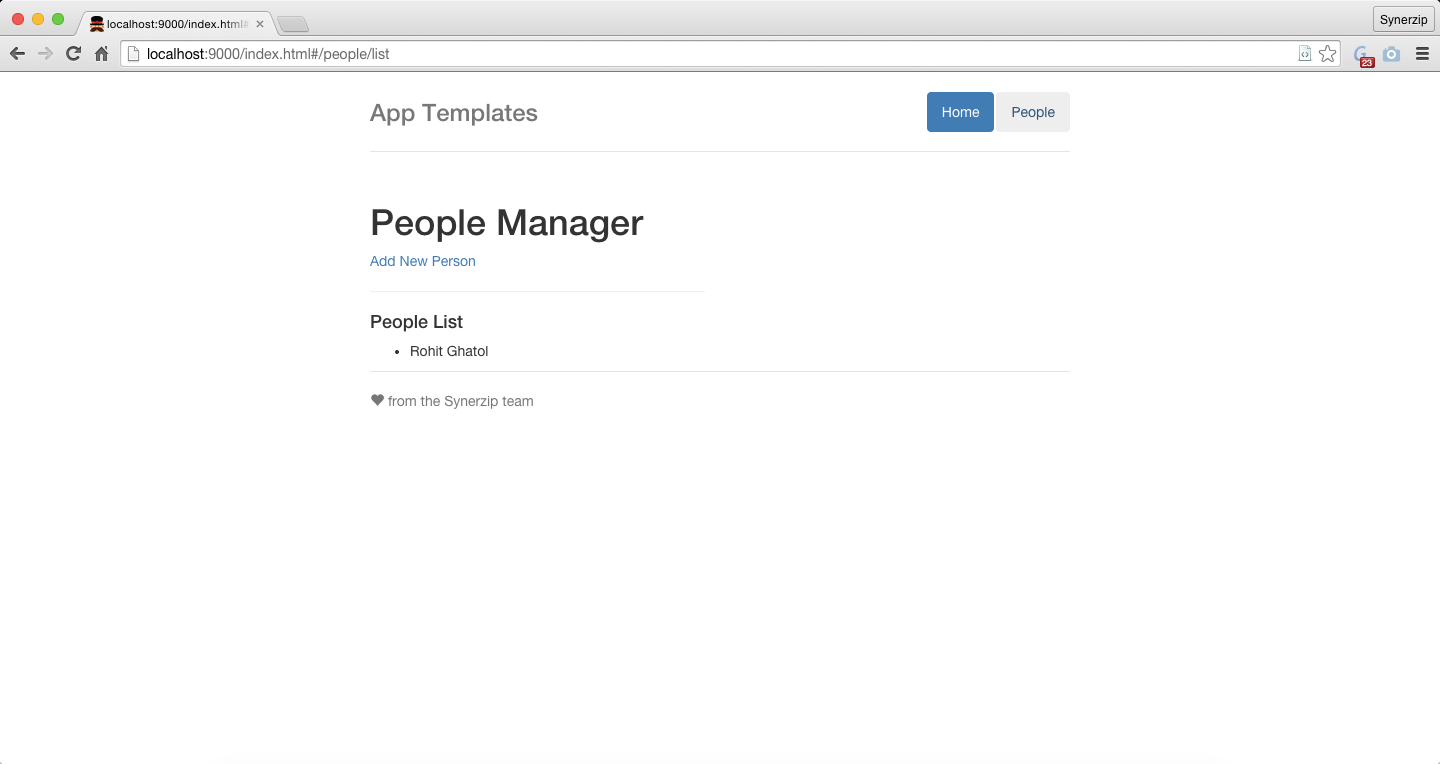 localhost:9000/index.html#
Synerzip
localhost:9000/index.html#/people/list
23
App Templates
Home
People
People Manager
Add New Person
People List
Rohit Ghatol
from the Synerzip team